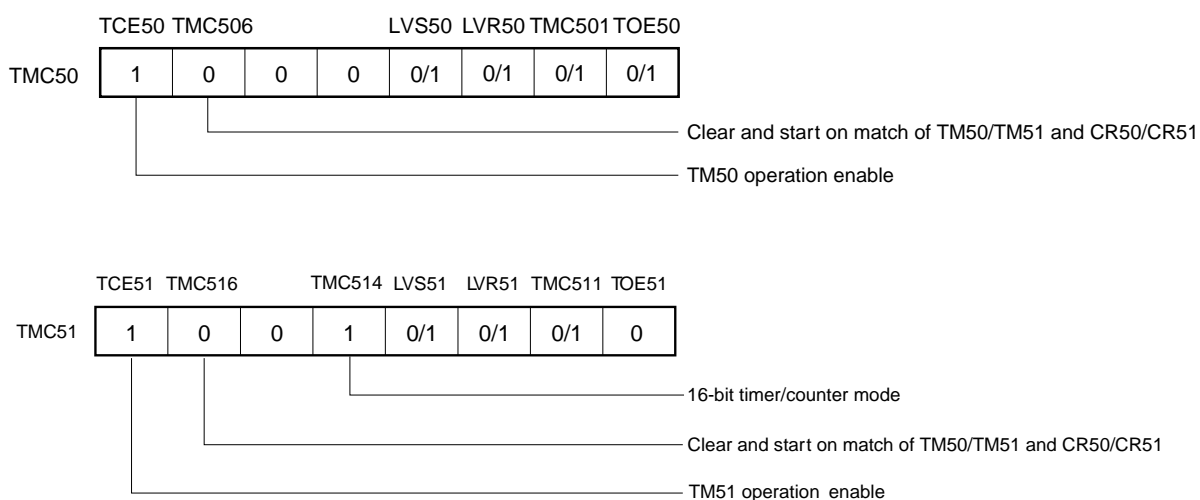 TCE50 TMC506 LVS50 LVR50 TMC501 TOE50
TMC50 1 0 0 0 0/1 0/1 0/1 0/1
Clear and start on match of TM50/TM51 and CR50/CR51
TM50 operation enable
TCE51 TMC516 TMC514 LVS51 LVR51 TMC511 TOE51
TMC51 1 0 0 1 0/1 0/1 0/1 0
16-bit timer/counter mode
Clear and start on match of TM50/TM51 and CR50/CR51
TM51 operation enable